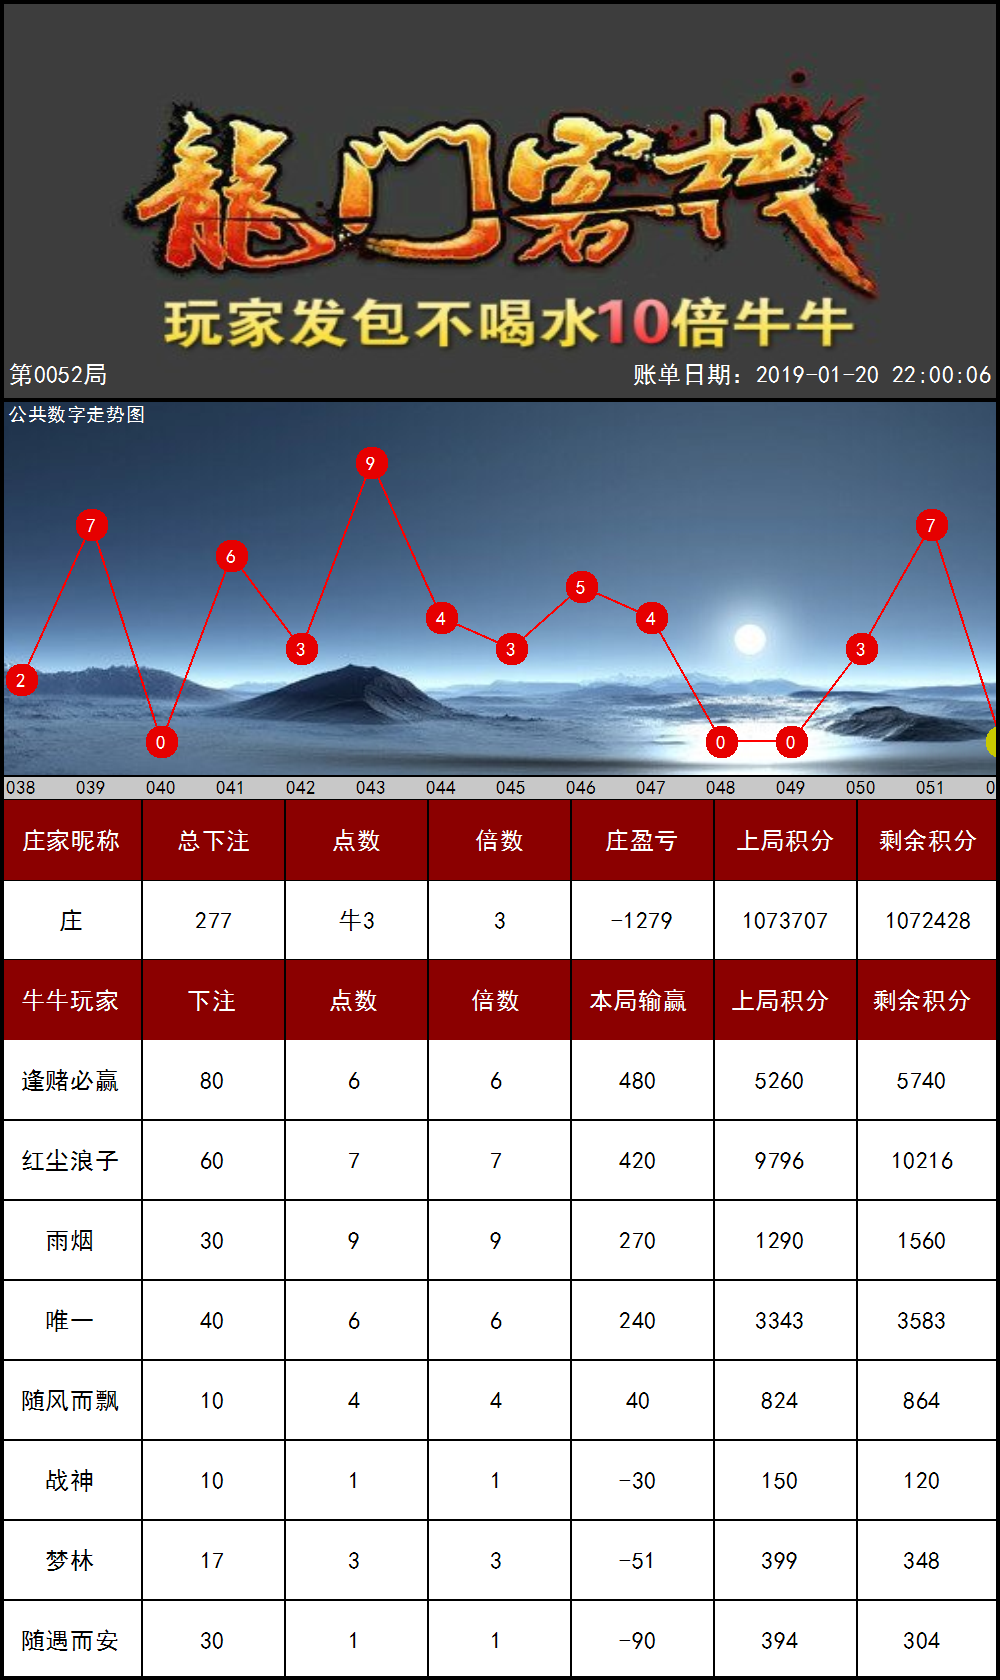 龍门客栈
玩家发包不喝水10倍牛牛
第0052局 账单日期：2019-01-20 22:00:06
公共数字走势图
9
7 7
6
5
4 4
3 3 3
2
0 0 0
038 039 040 041 042 043 044 045 046 047 048 049 050 051 0
庄家昵称 总下注 点数 倍数 庄盈亏 上局积分 剩余积分
庄 277 牛3 3 -1279 1073707 1072428
牛牛玩家 下注 点数 倍数 本局输赢 上局积分 剩余积分
逢赌必赢 80 6 6 480 5260 5740
红尘浪子 60 7 7 420 9796 10216
雨烟 30 9 9 270 1290 1560
唯一 40 6 6 240 3343 3583
随风而飘 10 4 4 40 824 864
战神 10 1 1 -30 150 120
梦林 17 3 3 -51 399 348
随遇而安 30 1 1 -90 394 304